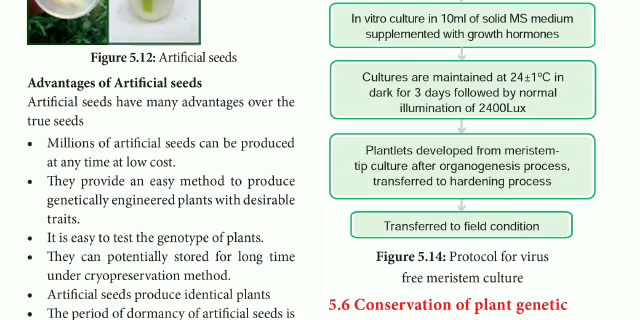 Figure 5.12: Artificial seeds
Advantages of Artificial seeds
Artificial seeds have many advantages over the
true seeds
• Millions of artificial seeds can be produced
at any time at low cost.
• They provide an easy method to produce
genetically engineered plants with desirable
traits.
• It is easy to test the genotype of plants.
• They can potentially stored for long time
under cryopreservation method.
• Artificial seeds produce identical plants
• The period of dormancy of artificial seeds is
In vitro culture in 10ml of solid MS medium
supplemented with growth hormones
Cultures are maintained at 24±1°C in
dark for 3 days followed by normal
illumination of 2400Lux
Plantlets developed from meristem-
tip culture after organogenesis process,
transferred to hardening process
Transferred to field condition
Figure 5.14: Protocol for virus
free meristem culture
5.6 Conservation of plant genetic